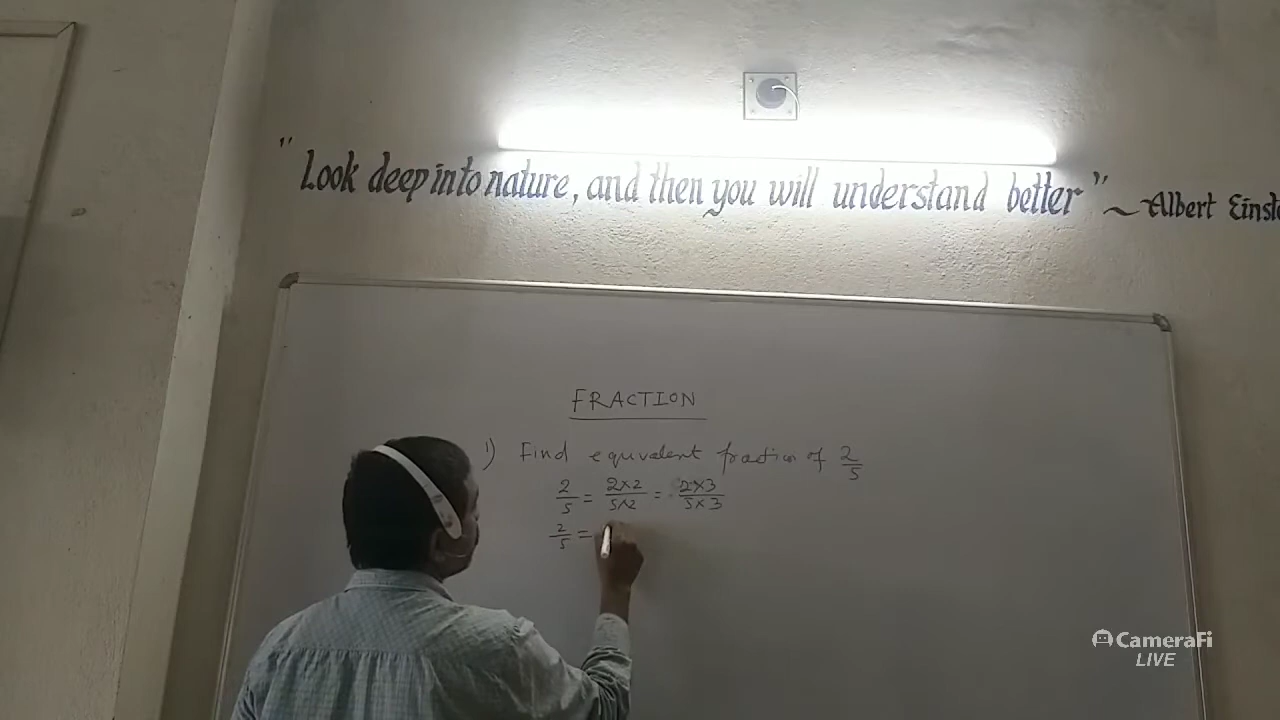 "Look deep into nature, and then you will understand better" ~ Albert Einst
FRACTION
1) Find equivalent fraction of 2/5
2/5 = 2×2/5×2 = 2×3/5×3
2/5 =
CameraFi
LIVE